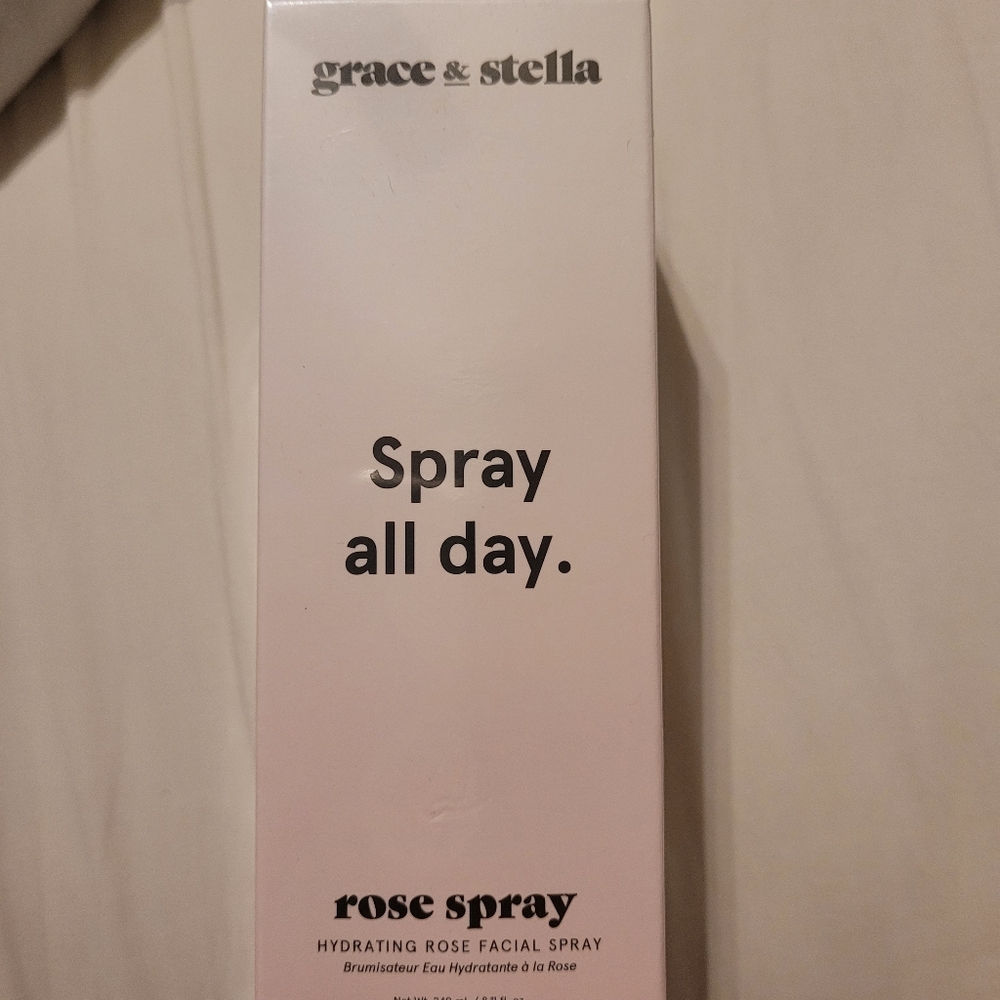 grace & stella
Spray
all day.
rose spray
HYDRATING ROSE FACIAL SPRAY
Brumisateur Eau Hydratante à la Rose